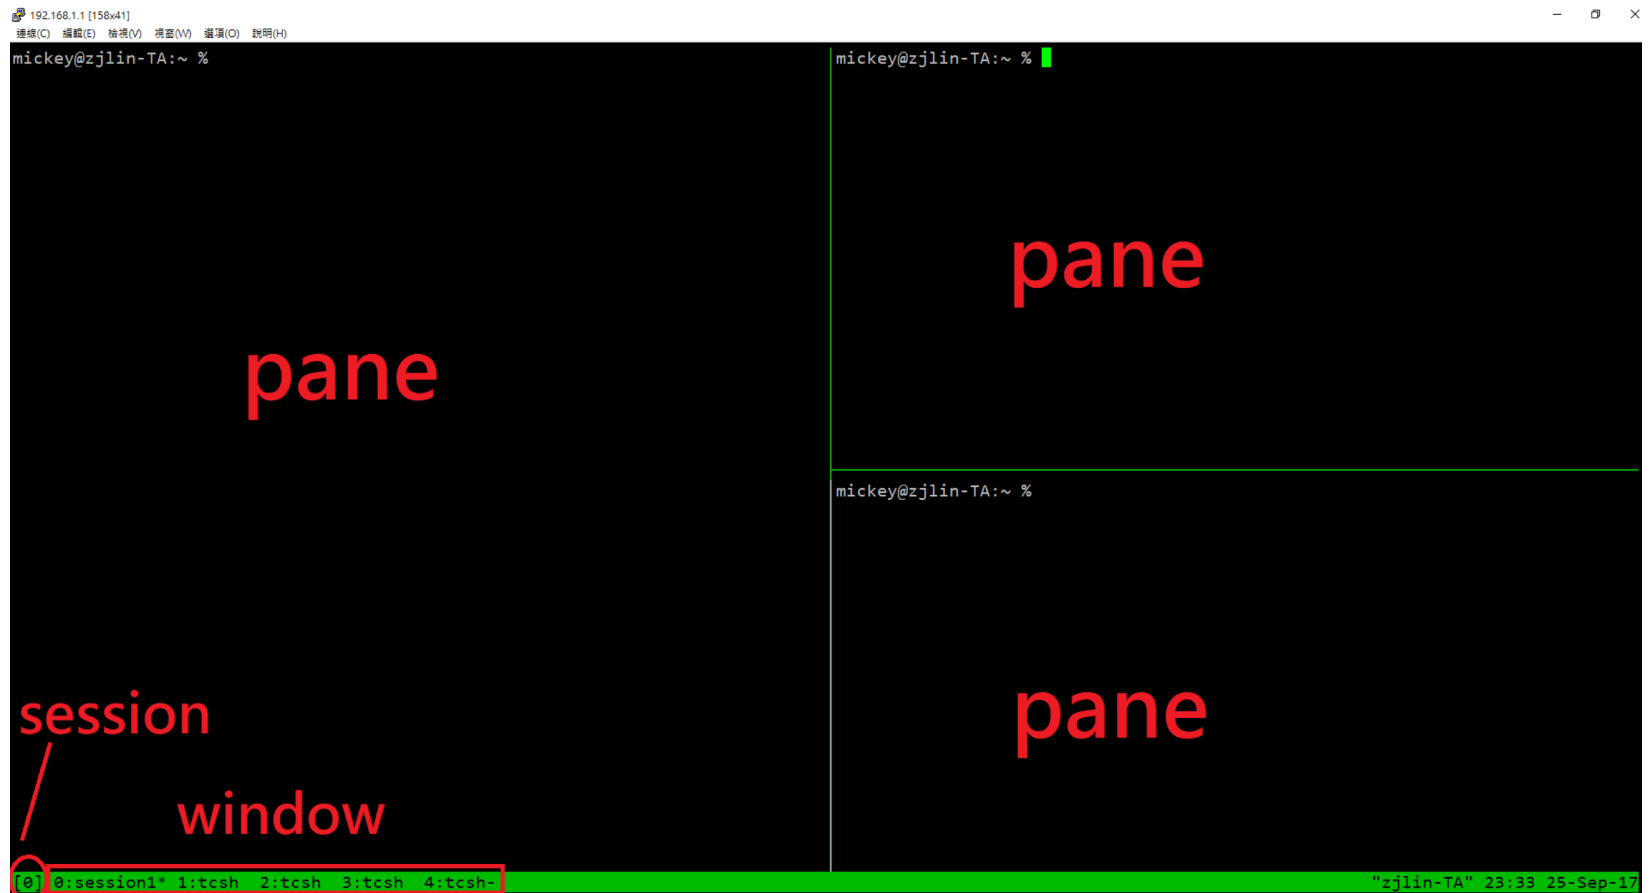 192.168.1.1 [158x41]
連線(C) 編輯(E) 檢視(V) 視窗(W) 選項(O) 說明(H)
mickey@zjlin-TA:~ %
mickey@zjlin-TA:~ %
pane
pane
mickey@zjlin-TA:~ %
pane
session
window
[0] 0:session1* 1:tcsh 2:tcsh 3:tcsh 4:tcsh-
"zjlin-TA" 23:33 25-Sep-17